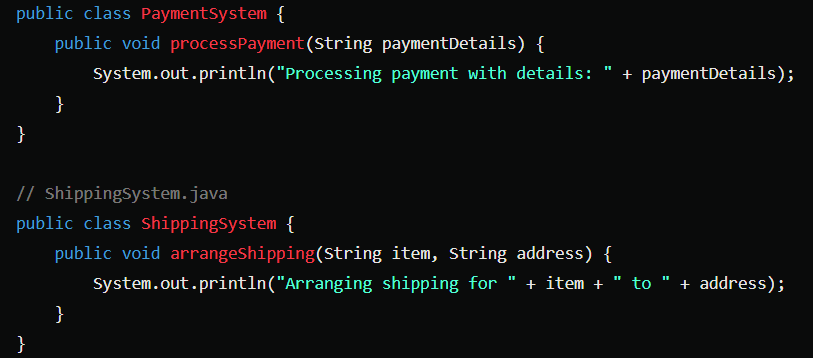 public class PaymentSystem {
    public void processPayment(String paymentDetails) {
        System.out.println("Processing payment with details: " + paymentDetails);
    }
}

// ShippingSystem.java
public class ShippingSystem {
    public void arrangeShipping(String item, String address) {
        System.out.println("Arranging shipping for " + item + " to " + address);
    }
}